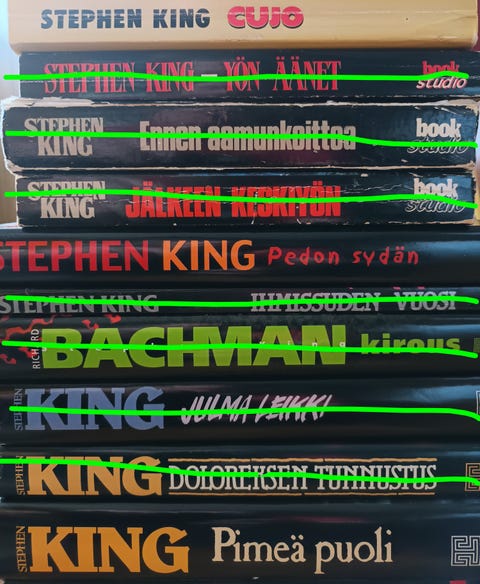 STEPHEN KING CUJO
STEPHEN KING – YÖN ÄÄNET book studio
STEPHEN KING Ennen aamunkoittoa book studio
STEPHEN KING JÄLKEEN KESKIYÖN book studio
STEPHEN KING Pedon sydän
STEPHEN KING IHMISSUDEN VUOSI
RICHARD BACHMAN kirous
STEPHEN KING JULMA LEIKKI
STEPHEN KING DOLOREKSEN TUNNUSTUS
STEPHEN KING Pimeä puoli